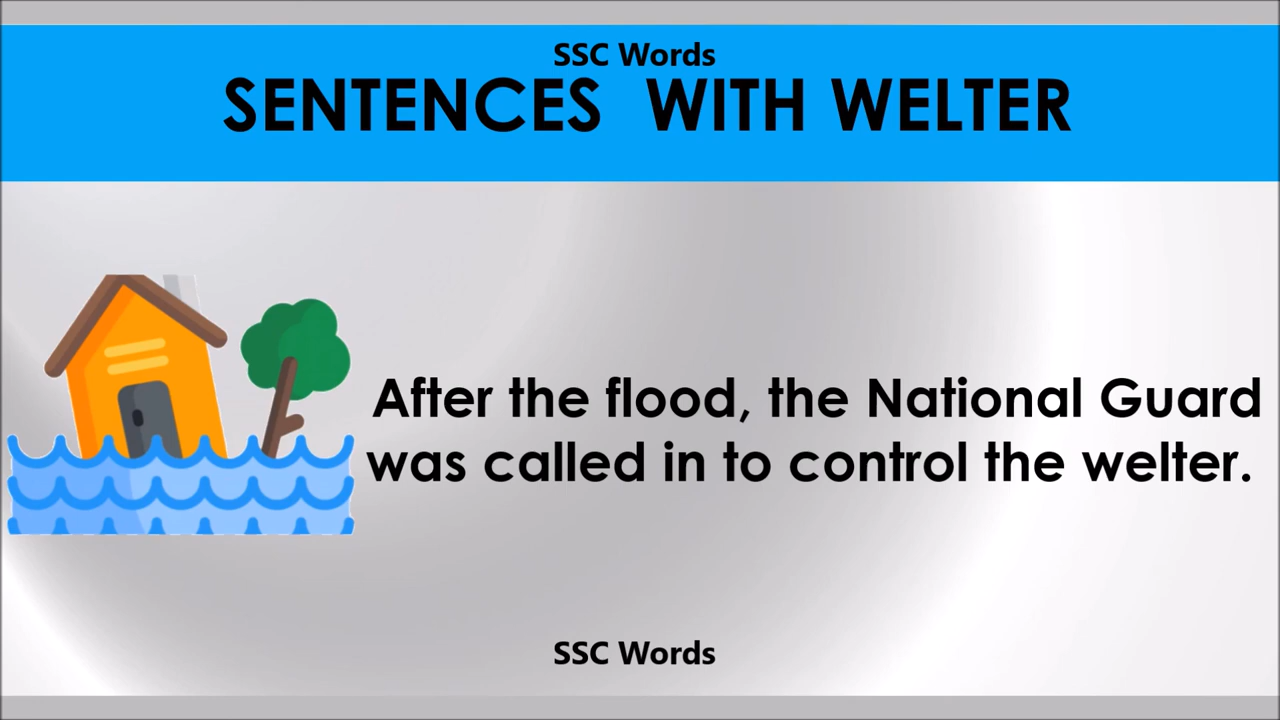 SSC Words
SENTENCES WITH WELTER
After the flood, the National Guard
was called in to control the welter.
SSC Words